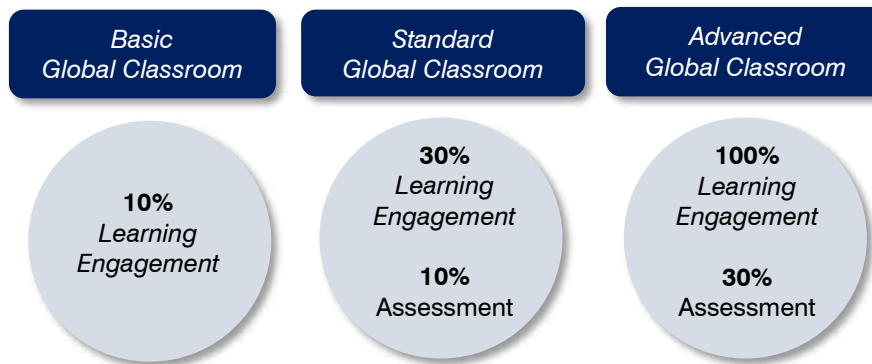 Basic
Global Classroom
Standard
Global Classroom
Advanced
Global Classroom
10%
Learning
Engagement
30%
Learning
Engagement
10%
Assessment
100%
Learning
Engagement
30%
Assessment